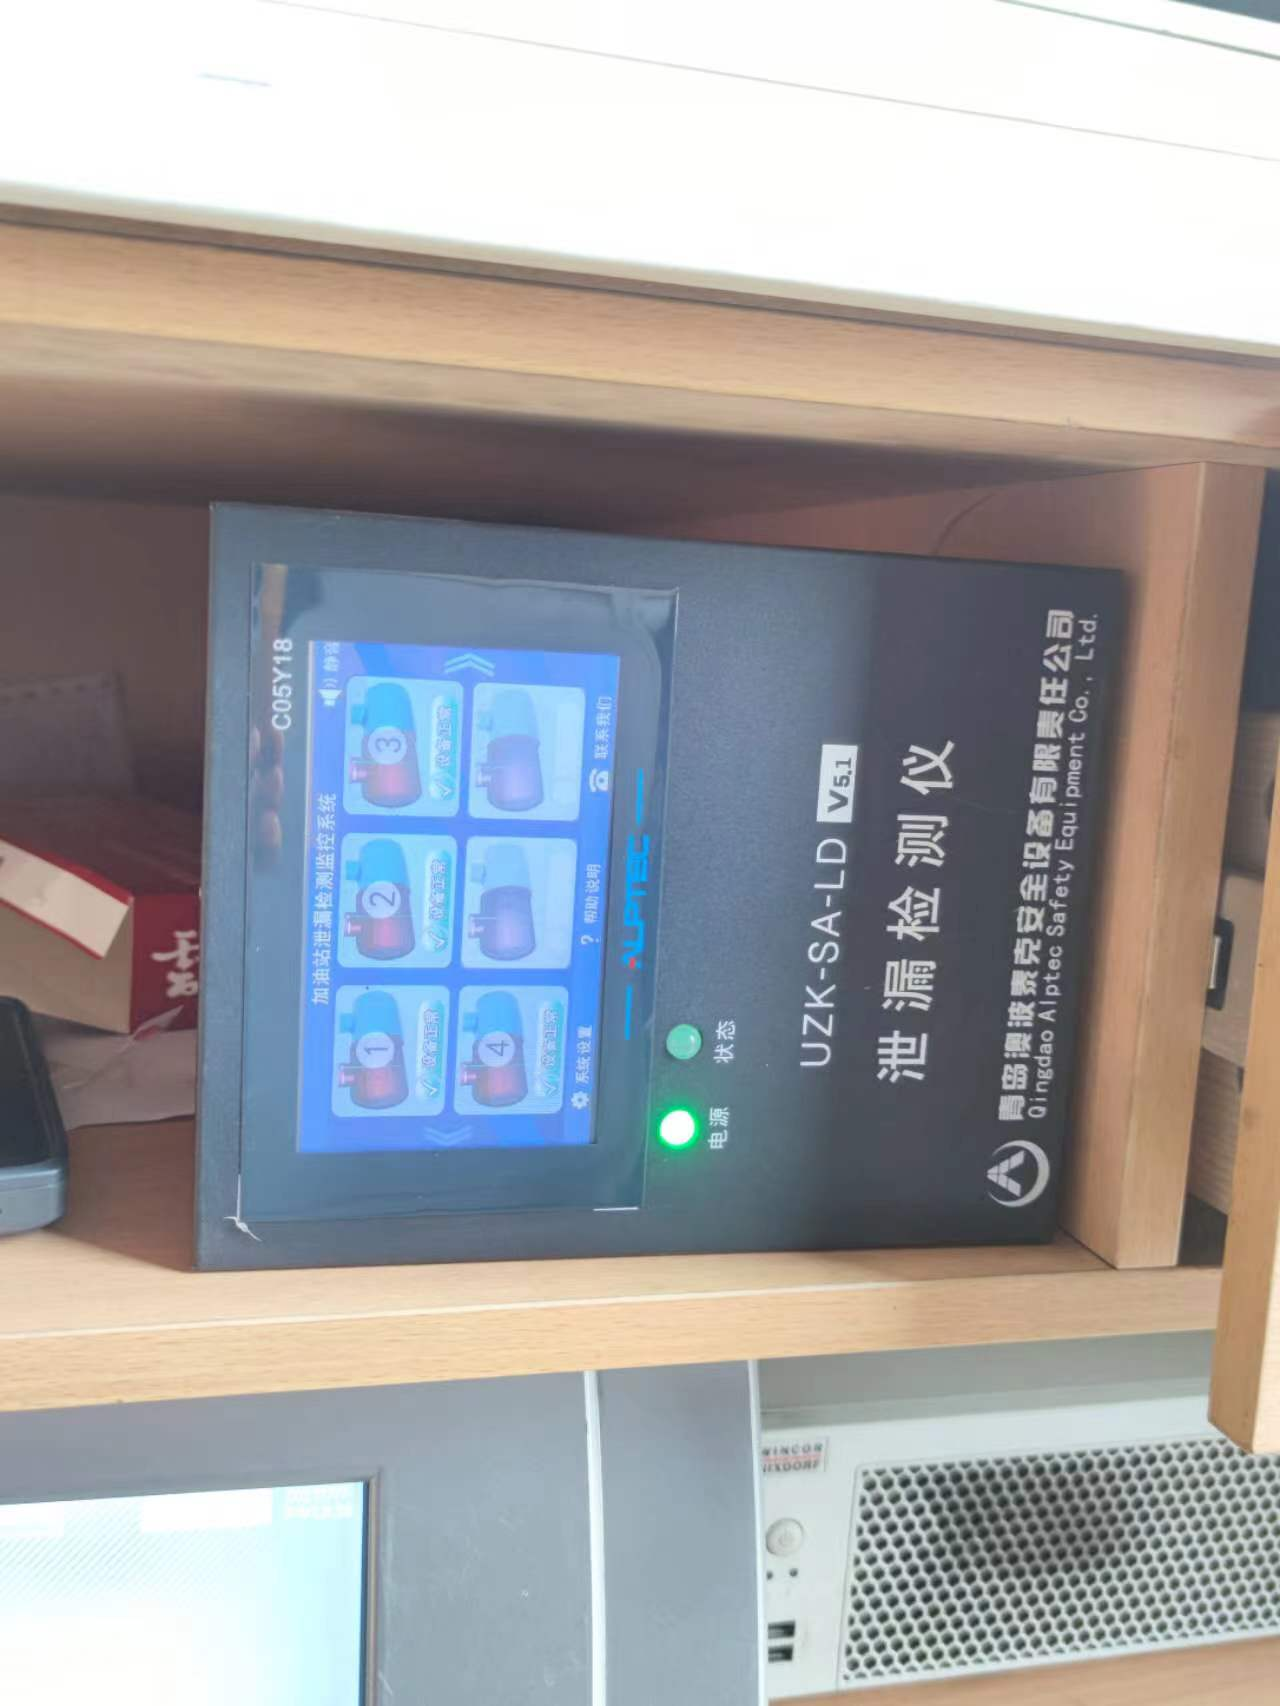 C05Y18
加油站泄漏检测监控系统
静音
1
设备正常
2
设备正常
3
设备正常
4
设备正常
系统设置
? 帮助说明
联系我们
ALPTEC
电源
状态
UZK-SA-LD V5.1
泄漏检测仪
青岛澳波泰克安全设备有限责任公司
Qingdao Alptec Safety Equipment Co., Ltd.
WINCOR
NIXDORF